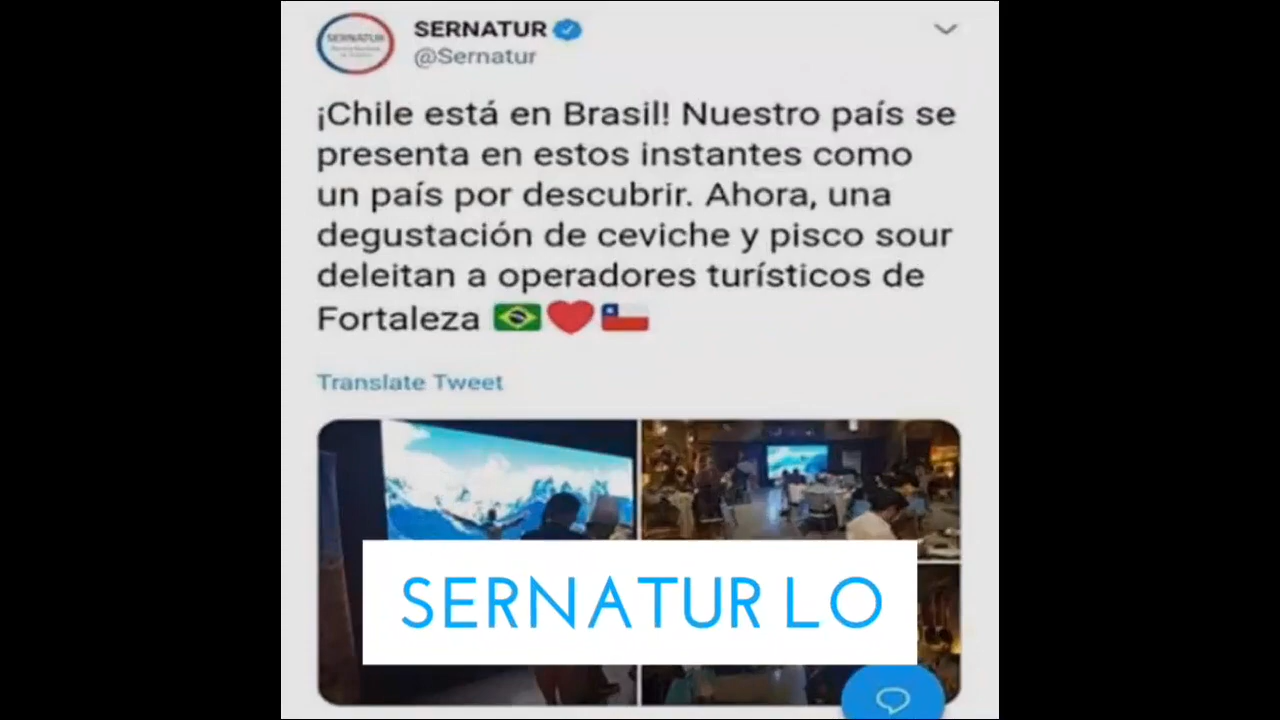 SERNATUR
SERNATUR
@Sernatur
¡Chile está en Brasil! Nuestro país se
presenta en estos instantes como
un país por descubrir. Ahora, una
degustación de ceviche y pisco sour
deleitan a operadores turísticos de
Fortaleza
Translate Tweet
SERNATUR LO